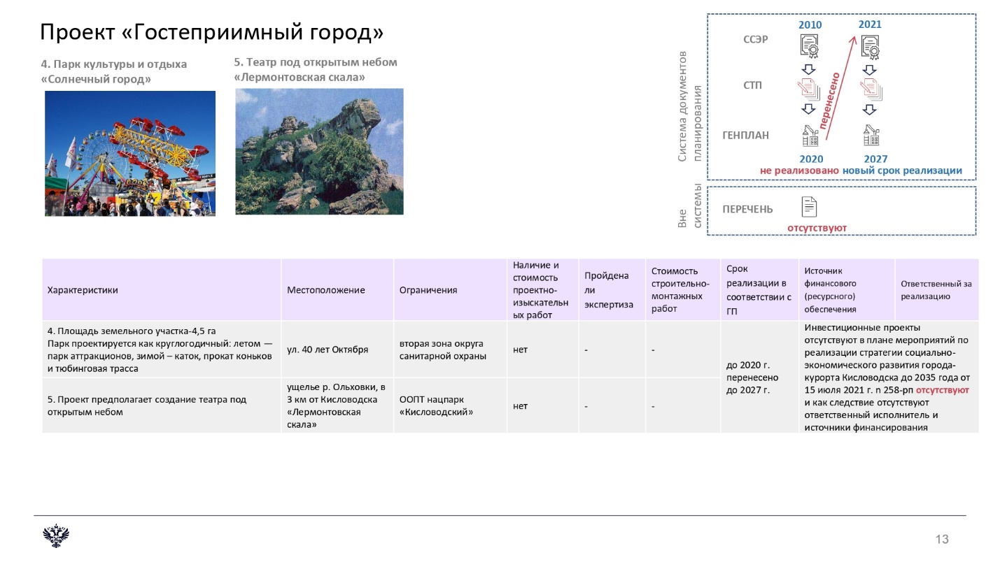 Проект «Гостеприимный город»
4. Парк культуры и отдыха
«Солнечный город»
5. Театр под открытым небом
«Лермонтовская скала»
Система документов
планирования
2010
2021
ССЭР
СТП
перенесено
ГЕНПЛАН
2020
2027
не реализовано новый срок реализации
Вне
системы
ПЕРЕЧЕНЬ
отсутствуют
Характеристики
Местоположение
Ограничения
Наличие и
стоимость
проектно-
изыскательн
ых работ
Пройдена
ли
экспертиза
Стоимость
строительно-
монтажных
работ
Срок
реализации в
соответствии с
ГП
Источник
финансового
(ресурсного)
обеспечения
Ответственный за
реализацию
4. Площадь земельного участка-4,5 га
Парк проектируется как круглогодичный: летом —
парк аттракционов, зимой – каток, прокат коньков
и тюбинговая трасса
ул. 40 лет Октября
вторая зона округа
санитарной охраны
нет
-
-
до 2020 г.
перенесено
до 2027 г.
Инвестиционные проекты
отсутствуют в плане мероприятий по
реализации стратегии социально-
экономического развития города-
курорта Кисловодска до 2035 года от
15 июля 2021 г. n 258-рп отсутствуют
и как следствие отсутствуют
ответственный исполнитель и
источники финансирования
5. Проект предполагает создание театра под
открытым небом
ущелье р. Ольховки, в
3 км от Кисловодска
«Лермонтовская
скала»
ООПТ нацпарк
«Кисловодский»
нет
-
-
13